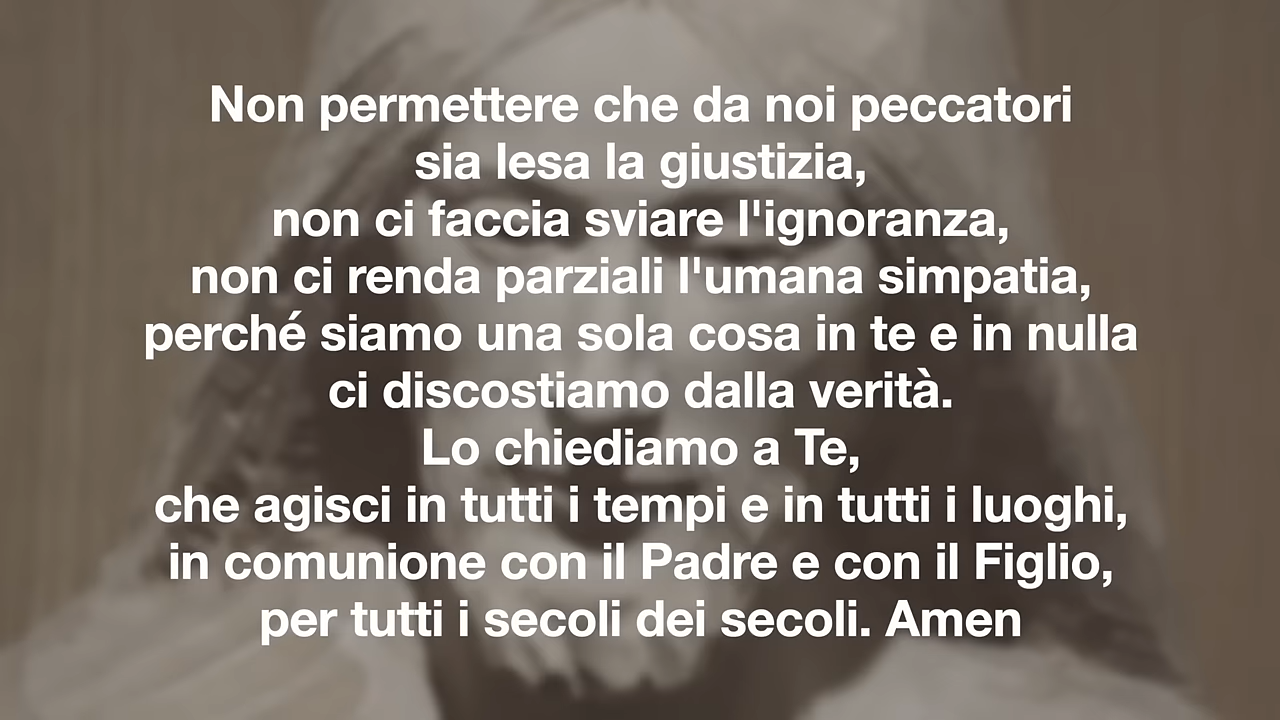 Non permettere che da noi peccatori
sia lesa la giustizia,
non ci faccia sviare l'ignoranza,
non ci renda parziali l'umana simpatia,
perché siamo una sola cosa in te e in nulla
ci discostiamo dalla verità.
Lo chiediamo a Te,
che agisci in tutti i tempi e in tutti i luoghi,
in comunione con il Padre e con il Figlio,
per tutti i secoli dei secoli. Amen